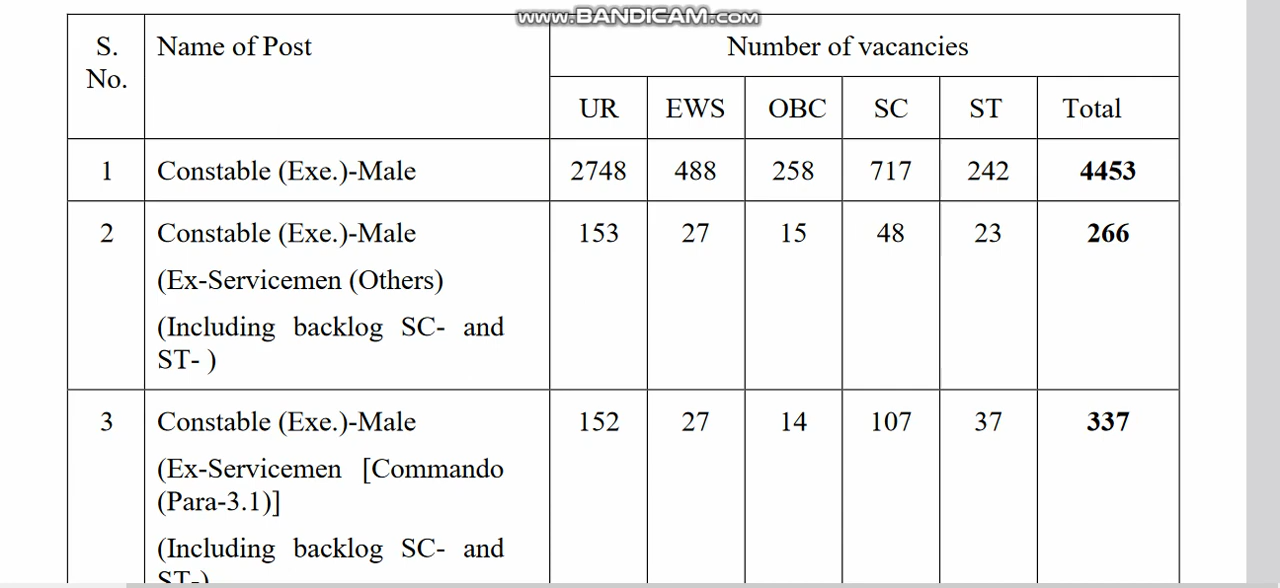 www.BANDICAM.com
S. No.
Name of Post
Number of vacancies
UR EWS OBC SC ST Total
1 Constable (Exe.)-Male 2748 488 258 717 242 4453
2 Constable (Exe.)-Male 153 27 15 48 23 266
(Ex-Servicemen (Others)
(Including backlog SC- and
ST- )
3 Constable (Exe.)-Male 152 27 14 107 37 337
(Ex-Servicemen [Commando
(Para-3.1)]
(Including backlog SC- and
ST-)